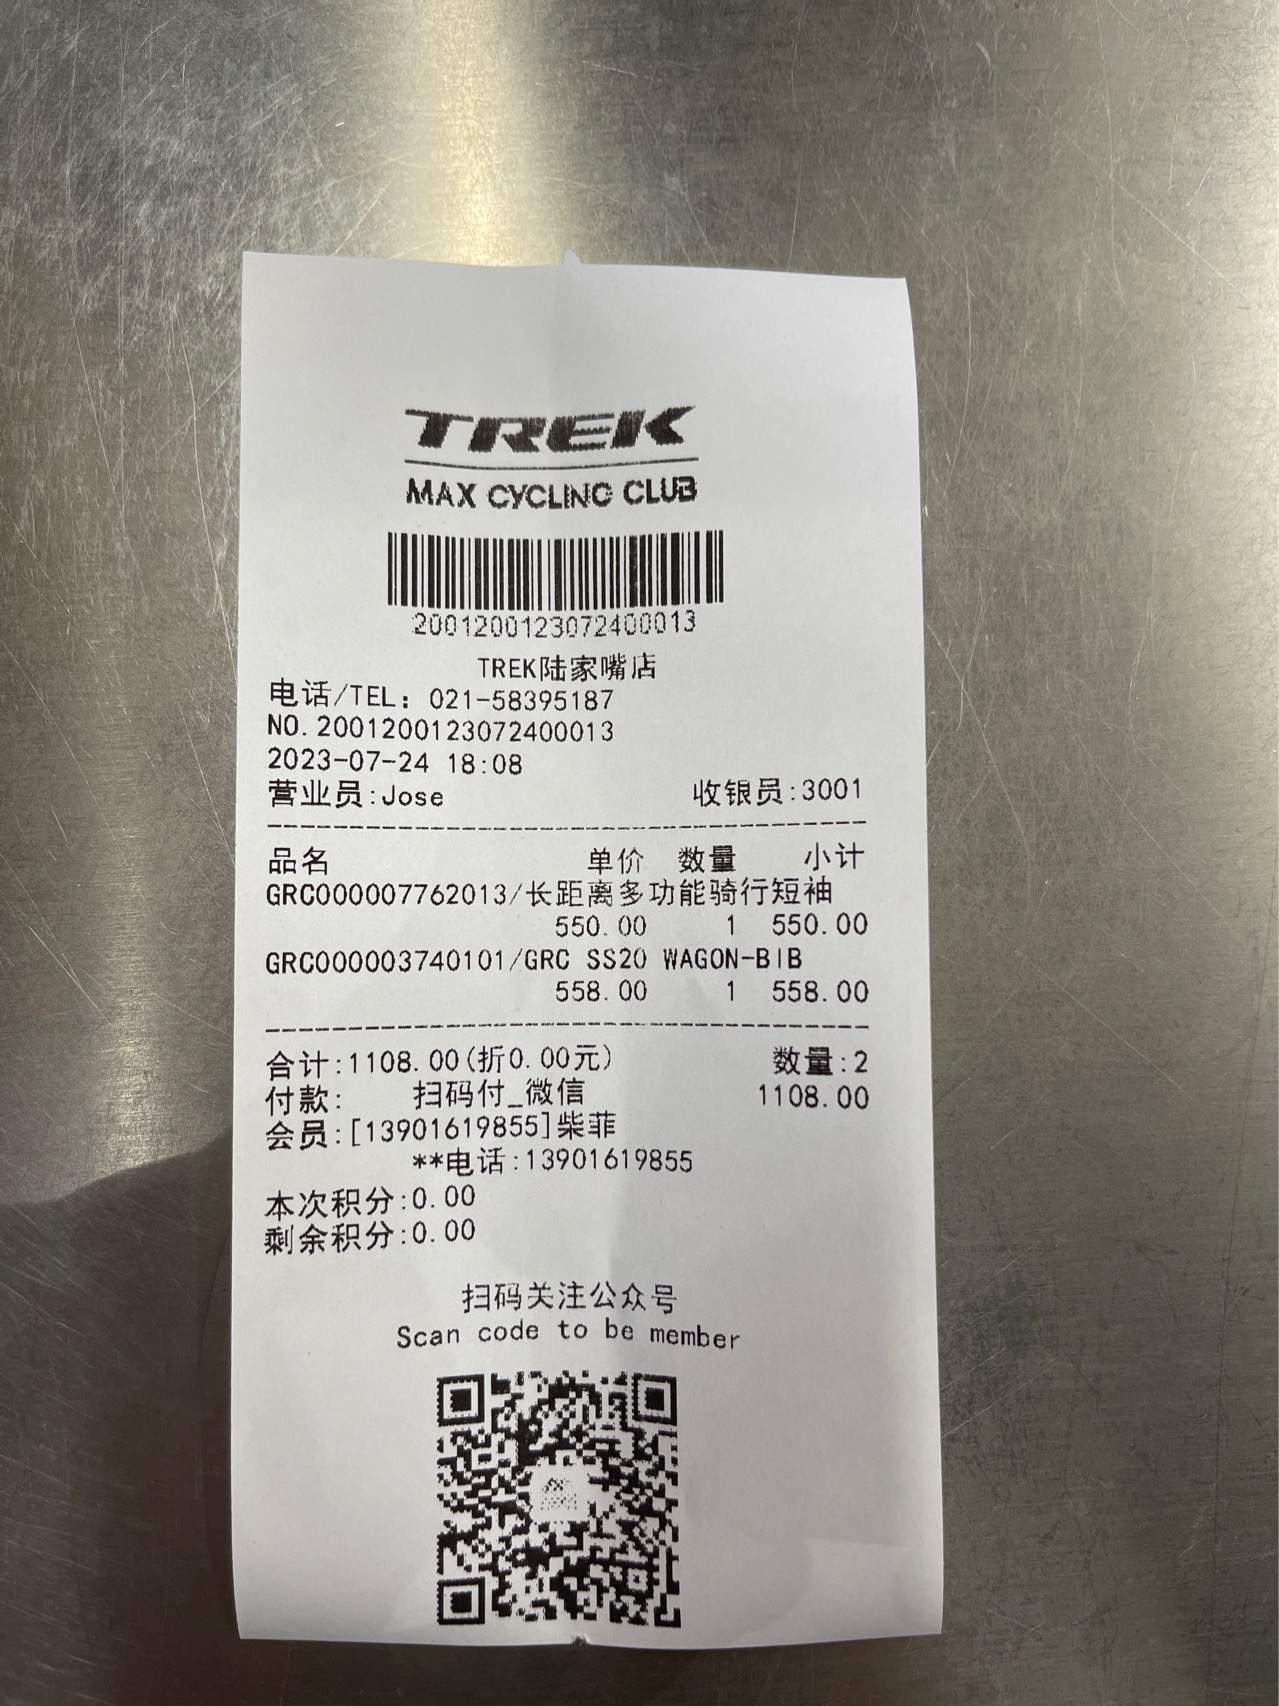 TREK
MAX CYCLING CLUB
2001200123072400013
TREK陆家嘴店
电话/TEL: 021-58395187
NO.2001200123072400013
2023-07-24 18:08
营业员:Jose 收银员:3001
品名 单价 数量 小计
GRC000007762013/长距离多功能骑行短袖
550.00 1 550.00
GRC000003740101/GRC SS20 WAGON-BIB
558.00 1 558.00
合计:1108.00(折0.00元) 数量:2
付款: 扫码付_微信 1108.00
会员:[13901619855]柴菲
**电话:13901619855
本次积分:0.00
剩余积分:0.00
扫码关注公众号
Scan code to be member